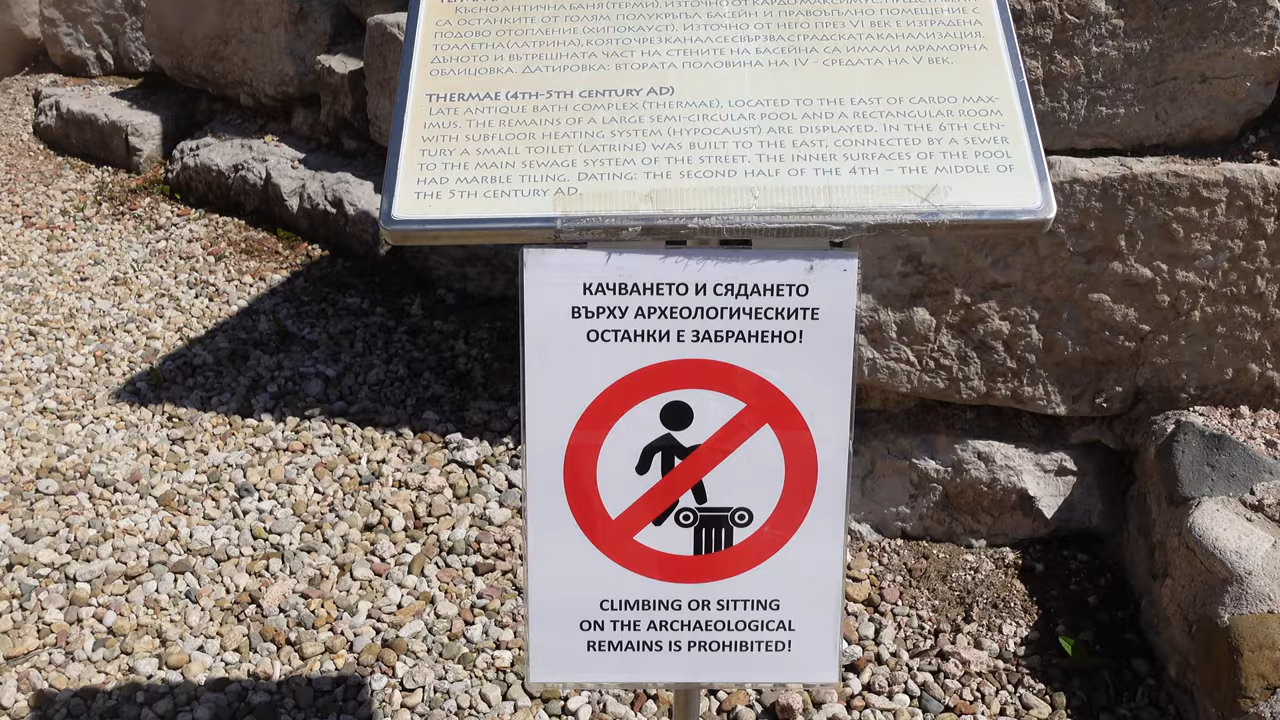 КЪСНОАНТИЧНА БАНЯ (ТЕРМИ), ИЗТОЧНО ОТ КАРДО МАКСИМУС. ПРЕДСТАВЕНИ
СА ОСТАНКИТЕ ОТ ГОЛЯМ ПОЛУКРЪГЪЛ БАСЕЙН И ПРАВОЪГЪЛНО ПОМЕЩЕНИЕ С
ПОДОВО ОТОПЛЕНИЕ (ХИПОКАУСТ). ИЗТОЧНО ОТ НЕГО ПРЕЗ VI ВЕК Е ИЗГРАДЕНА
ТОАЛЕТНА (ЛАТРИНА), КОЯТО ЧРЕЗ КАНАЛ СЕ СВЪРЗВА С ГРАДСКАТА КАНАЛИЗАЦИЯ.
ДЪНОТО И ВЪТРЕШНАТА ЧАСТ НА СТЕНИТЕ НА БАСЕЙНА СА ИМАЛИ МРАМОРНА
ОБЛИЦОВКА. ДАТИРОВКА: ВТОРАТА ПОЛОВИНА НА IV – СРЕДАТА НА V ВЕК.
THERMAE (4TH-5TH CENTURY AD)
LATE ANTIQUE BATH COMPLEX (THERMAE), LOCATED TO THE EAST OF CARDO MAX-
IMUS. THE REMAINS OF A LARGE SEMI-CIRCULAR POOL AND A RECTANGULAR ROOM
WITH SUBFLOOR HEATING SYSTEM (HYPOCAUST) ARE DISPLAYED. IN THE 6TH CEN-
TURY A SMALL TOILET (LATRINE) WAS BUILT TO THE EAST, CONNECTED BY A SEWER
TO THE MAIN SEWAGE SYSTEM OF THE STREET. THE INNER SURFACES OF THE POOL
HAD MARBLE TILING. DATING: THE SECOND HALF OF THE 4TH – THE MIDDLE OF
THE 5TH CENTURY AD.
КАЧВАНЕТО И СЯДАНЕТО
ВЪРХУ АРХЕОЛОГИЧЕСКИТЕ
ОСТАНКИ Е ЗАБРАНЕНО!
CLIMBING OR SITTING
ON THE ARCHAEOLOGICAL
REMAINS IS PROHIBITED!